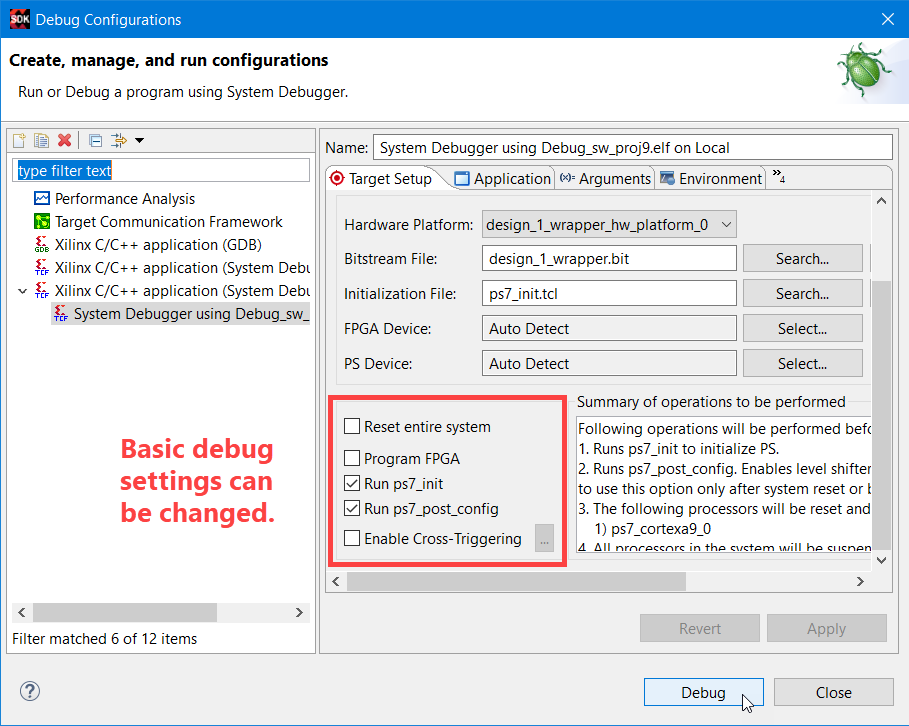 SDK Debug Configurations
Create, manage, and run configurations
Run or Debug a program using System Debugger.
type filter text
Performance Analysis
Target Communication Framework
GDB Xilinx C/C++ application (GDB)
TCF Xilinx C/C++ application (System Debu
TCF Xilinx C/C++ application (System Debu
TCF System Debugger using Debug_sw_
Basic debug
settings can
be changed.
Filter matched 6 of 12 items
Name: System Debugger using Debug_sw_proj9.elf on Local
Target Setup Application (x)= Arguments Environment »4
Hardware Platform: design_1_wrapper_hw_platform_0
Bitstream File: design_1_wrapper.bit Search...
Initialization File: ps7_init.tcl Search...
FPGA Device: Auto Detect Select...
PS Device: Auto Detect Select...
Reset entire system
Program FPGA
Run ps7_init
Run ps7_post_config
Enable Cross-Triggering ...
Summary of operations to be performed
Following operations will be performed befo
1. Runs ps7_init to initialize PS.
2. Runs ps7_post_config. Enables level shifter
to use this option only after system reset or b
3. The following processors will be reset and
1) ps7_cortexa9_0
4. All processors in the system will be suspen
Revert Apply
? Debug Close